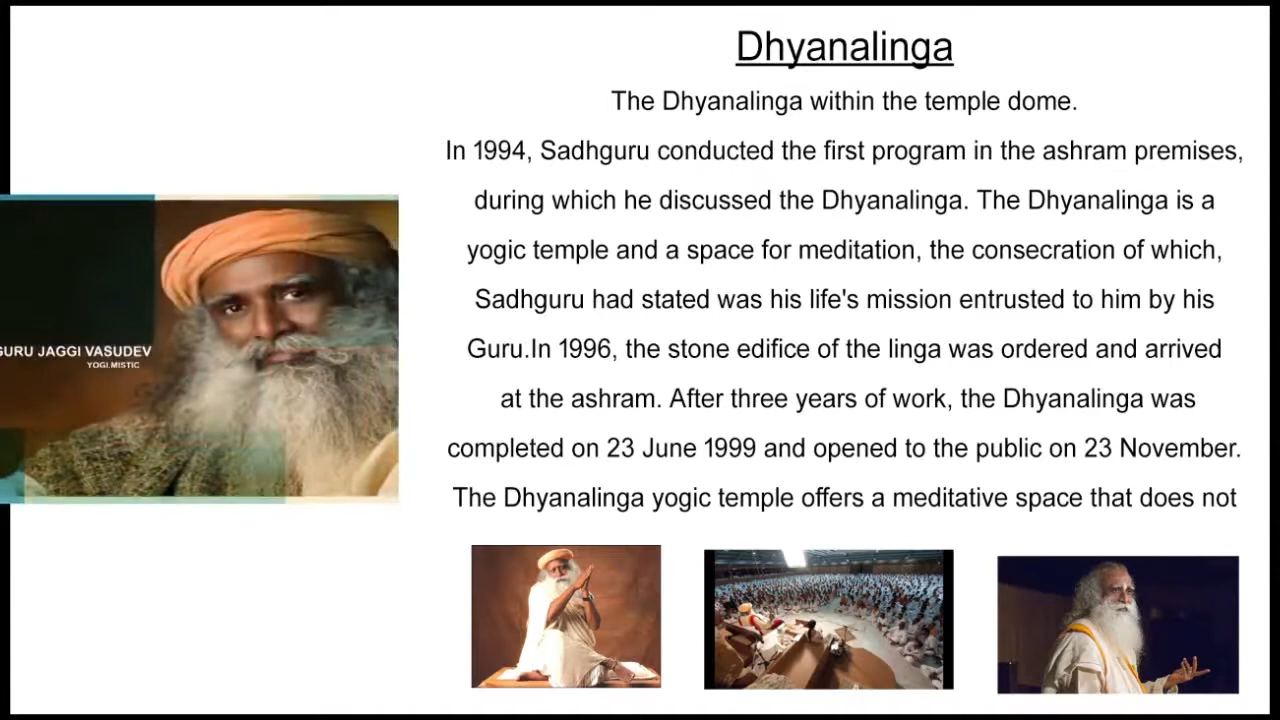 Dhyanalinga
The Dhyanalinga within the temple dome.
In 1994, Sadhguru conducted the first program in the ashram premises,
during which he discussed the Dhyanalinga. The Dhyanalinga is a
yogic temple and a space for meditation, the consecration of which,
Sadhguru had stated was his life's mission entrusted to him by his
Guru.In 1996, the stone edifice of the linga was ordered and arrived
at the ashram. After three years of work, the Dhyanalinga was
completed on 23 June 1999 and opened to the public on 23 November.
The Dhyanalinga yogic temple offers a meditative space that does not
GURU JAGGI VASUDEV
YOGI.MISTIC